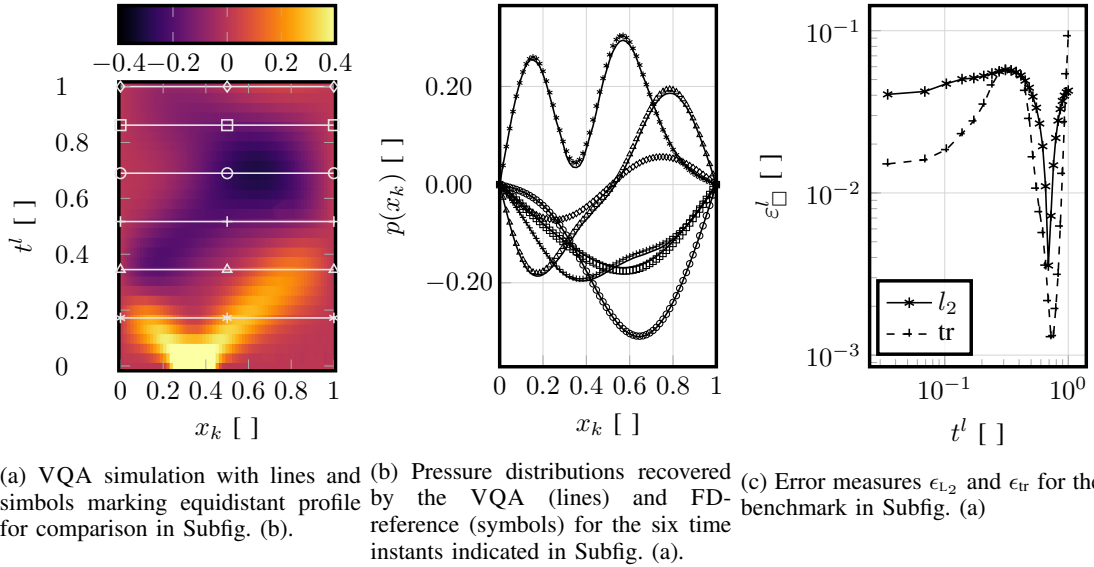 −0.4 −0.2 0 0.2 0.4
1
0.8
0.6
0.4
0.2
0
t^l [ ]
0 0.2 0.4 0.6 0.8 1
x_k [ ]
0.20
0.00
−0.20
p(x_k) [ ]
0 0.2 0.4 0.6 0.8 1
x_k [ ]
10^{−1}
10^{−2}
10^{−3}
ε^l_□ [ ]
l_2
tr
10^{−1} 10^0
t^l [ ]
(a) VQA simulation with lines and
simbols marking equidistant profile
for comparison in Subfig. (b).
(b) Pressure distributions recovered
by the VQA (lines) and FD-
reference (symbols) for the six time
instants indicated in Subfig. (a).
(c) Error measures ϵ_{L_2} and ϵ_{tr} for the
benchmark in Subfig. (a)